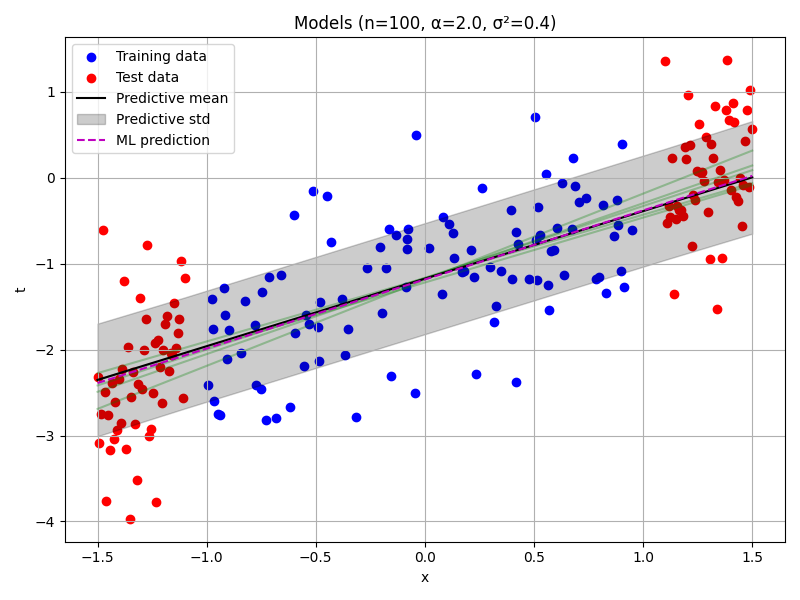 Models (n=100, α=2.0, σ²=0.4)
Training data
Test data
Predictive mean
Predictive std
ML prediction
t
1
0
−1
−2
−3
−4
−1.5 −1.0 −0.5 0.0 0.5 1.0 1.5
x